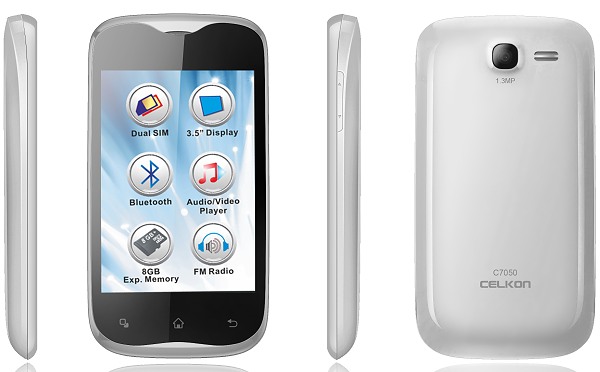 Dual SIM
3.5" Display
Bluetooth
Audio/Video
Player
8GB
Exp. Memory
FM Radio
1.3MP
C7050
CELKON